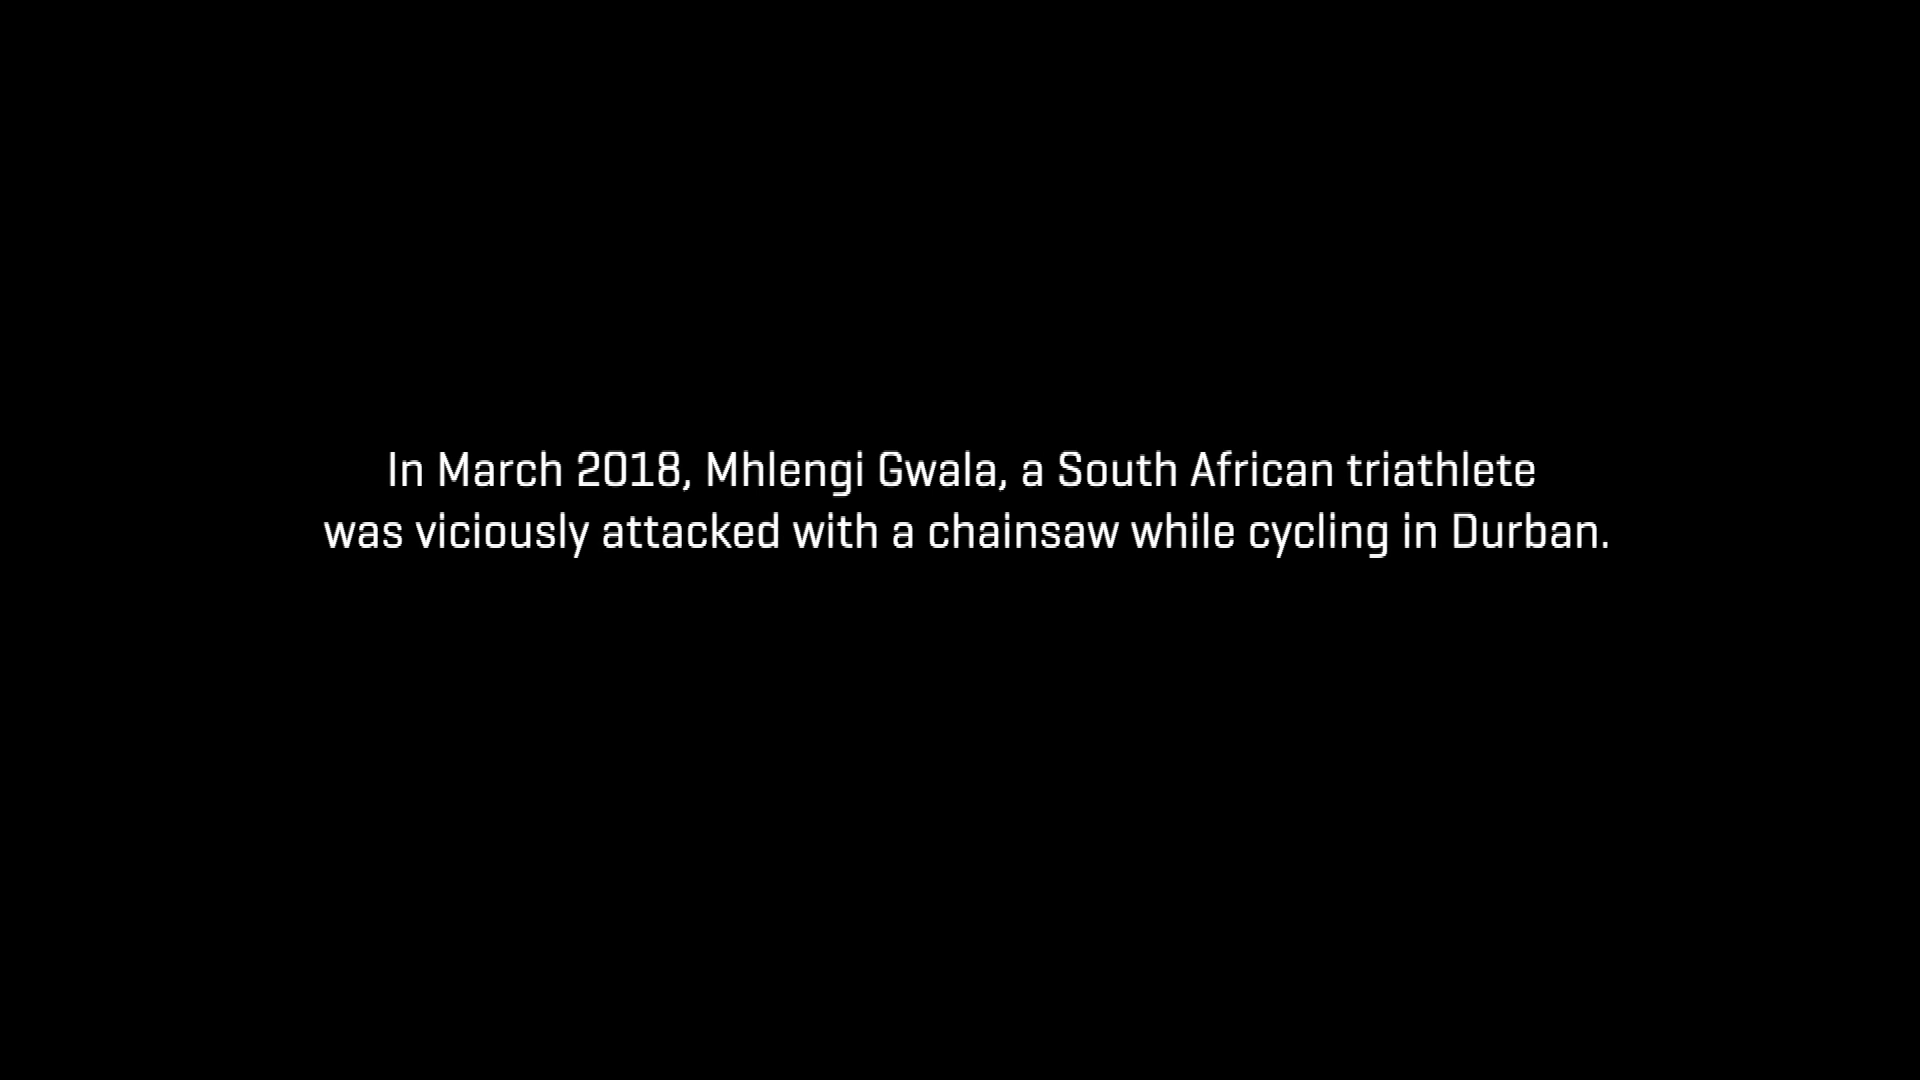 In March 2018, Mhlengi Gwala, a South African triathlete
was viciously attacked with a chainsaw while cycling in Durban.